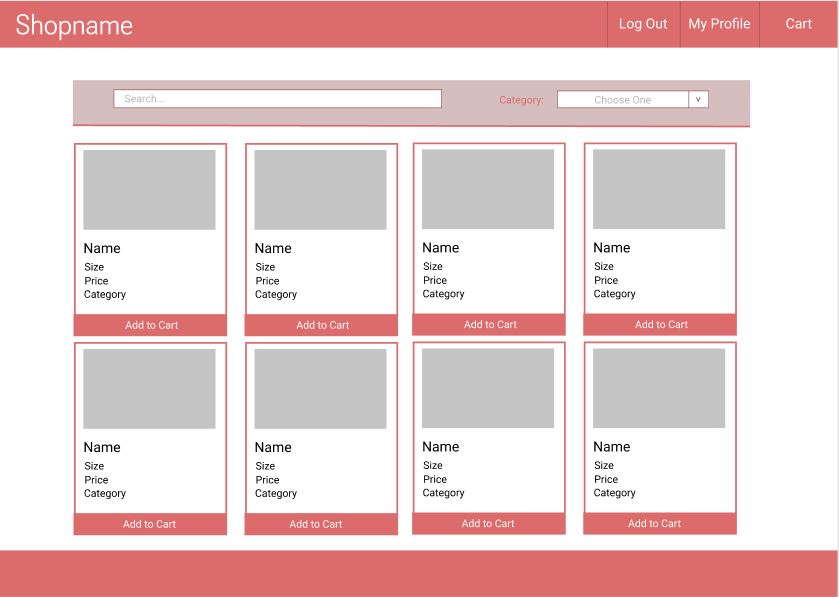 Shopname
Log Out My Profile Cart
Search... Category: Choose One v
Name Name Name Name
Size Size Size Size
Price Price Price Price
Category Category Category Category
Add to Cart Add to Cart Add to Cart Add to Cart
Name Name Name Name
Size Size Size Size
Price Price Price Price
Category Category Category Category
Add to Cart Add to Cart Add to Cart Add to Cart